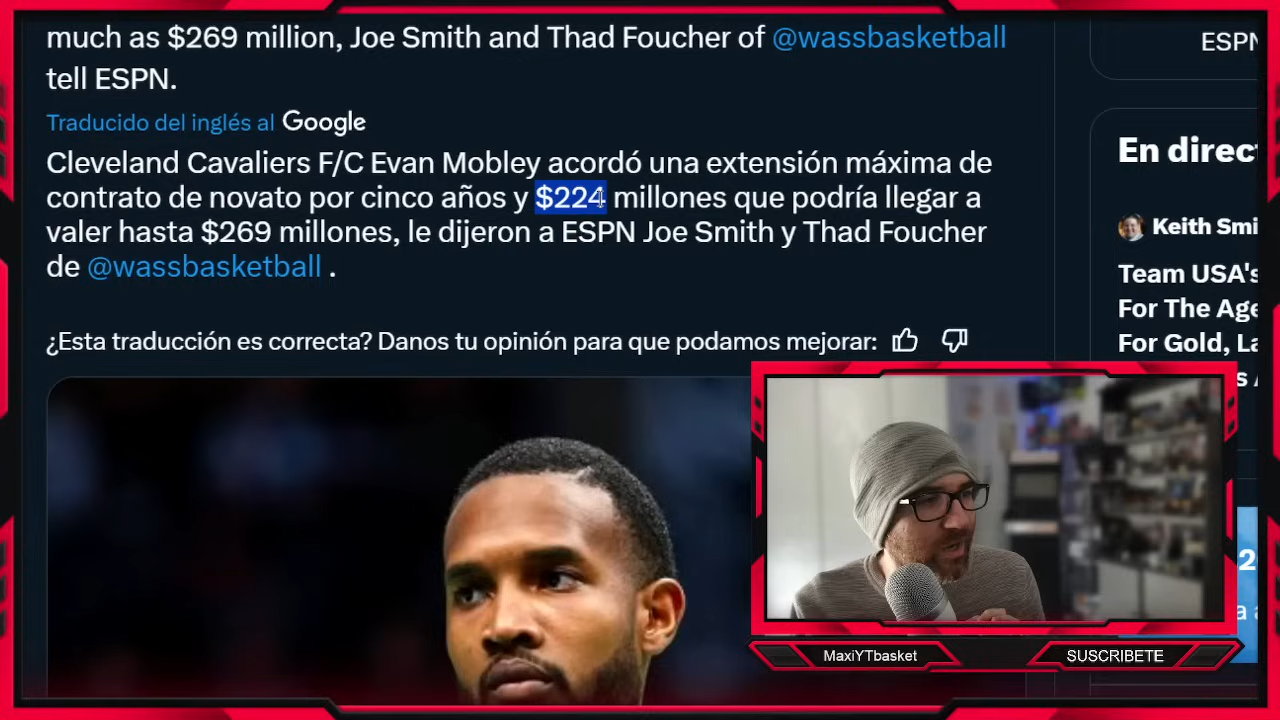 much as $269 million, Joe Smith and Thad Foucher of @wassbasketball
tell ESPN.
Traducido del inglés al Google
Cleveland Cavaliers F/C Evan Mobley acordó una extensión máxima de
contrato de novato por cinco años y $224 millones que podría llegar a
valer hasta $269 millones, le dijeron a ESPN Joe Smith y Thad Foucher
de @wassbasketball .
¿Esta traducción es correcta? Danos tu opinión para que podamos mejorar:
ESPN
En direc
Keith Smi
Team USA's
For The Age
For Gold, La
2
MaxiYTbasket
SUSCRIBETE